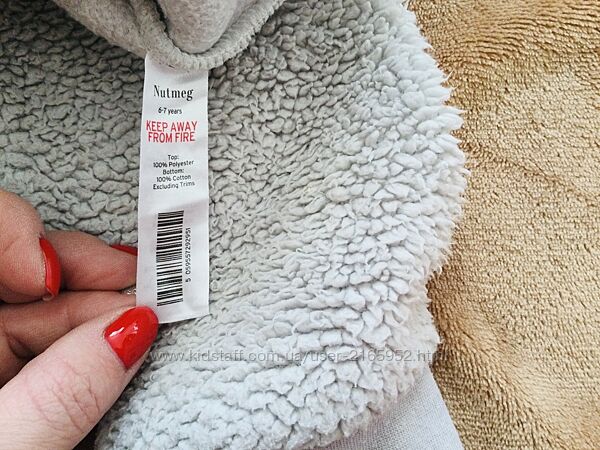 Nutmeg
6-7 years
KEEP AWAY
FROM FIRE
Top:
100% Polyester
Bottom:
100% Cotton
Excluding Trims
5 059557 292951
www.kidstaff.com.ua/user-2165952.html